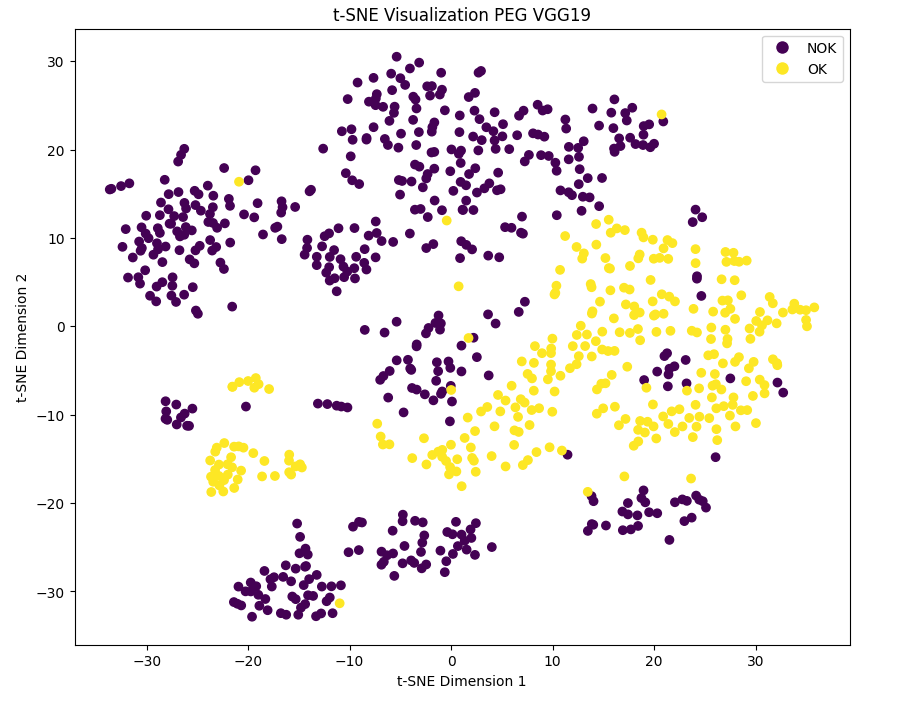 t-SNE Visualization PEG VGG19
NOK
OK
30
20
10
0
−10
−20
−30
t-SNE Dimension 2
−30 −20 −10 0 10 20 30
t-SNE Dimension 1